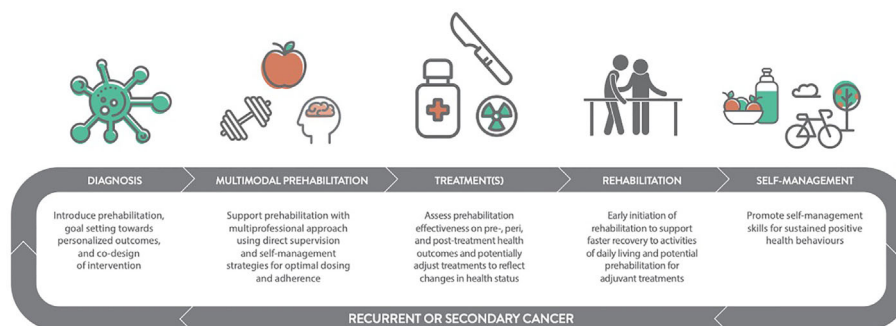 DIAGNOSIS
MULTIMODAL PREHABILITATION
TREATMENT(S)
REHABILITATION
SELF-MANAGEMENT
Introduce prehabilitation,
goal setting towards
personalized outcomes,
and co-design
of intervention
Support prehabilitation with
multiprofessional approach
using direct supervision
and self-management
strategies for optimal dosing
and adherence
Assess prehabilitation
effectiveness on pre-, peri,
and post-treatment health
outcomes and potentially
adjust treatments to reflect
changes in health status
Early initiation of
rehabilitation to support
faster recovery to activities
of daily living and potential
prehabilitation for
adjuvant treatments
Promote self-management
skills for sustained positive
health behaviours
RECURRENT OR SECONDARY CANCER